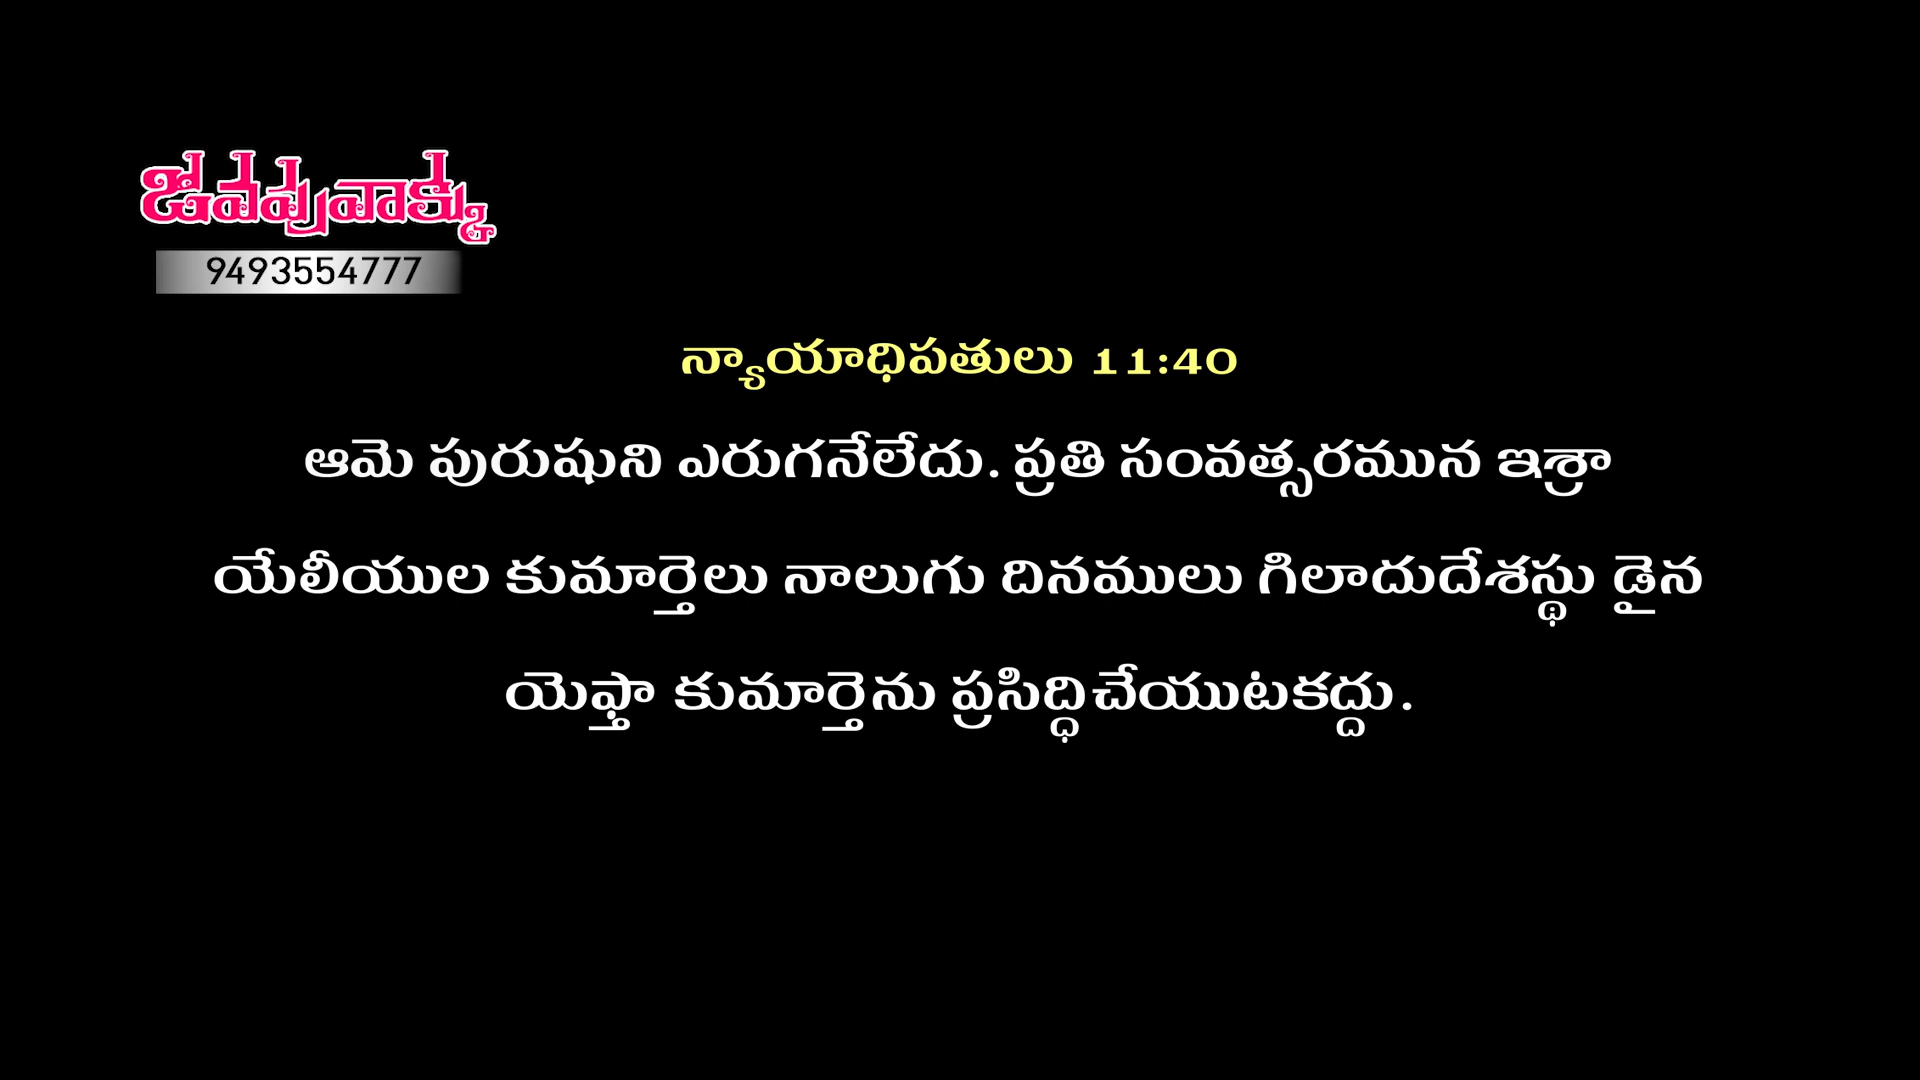 జీవపువాక్కు
9493554777
న్యాయాధిపతులు 11:40
ఆమె పురుషుని ఎరుగనేలేదు. ప్రతి సంవత్సరమున ఇశ్రా
యేలీయుల కుమార్తెలు నాలుగు దినములు గిలాదుదేశస్థు డైన
యెఫ్తా కుమార్తెను ప్రసిద్ధిచేయుటకద్దు.